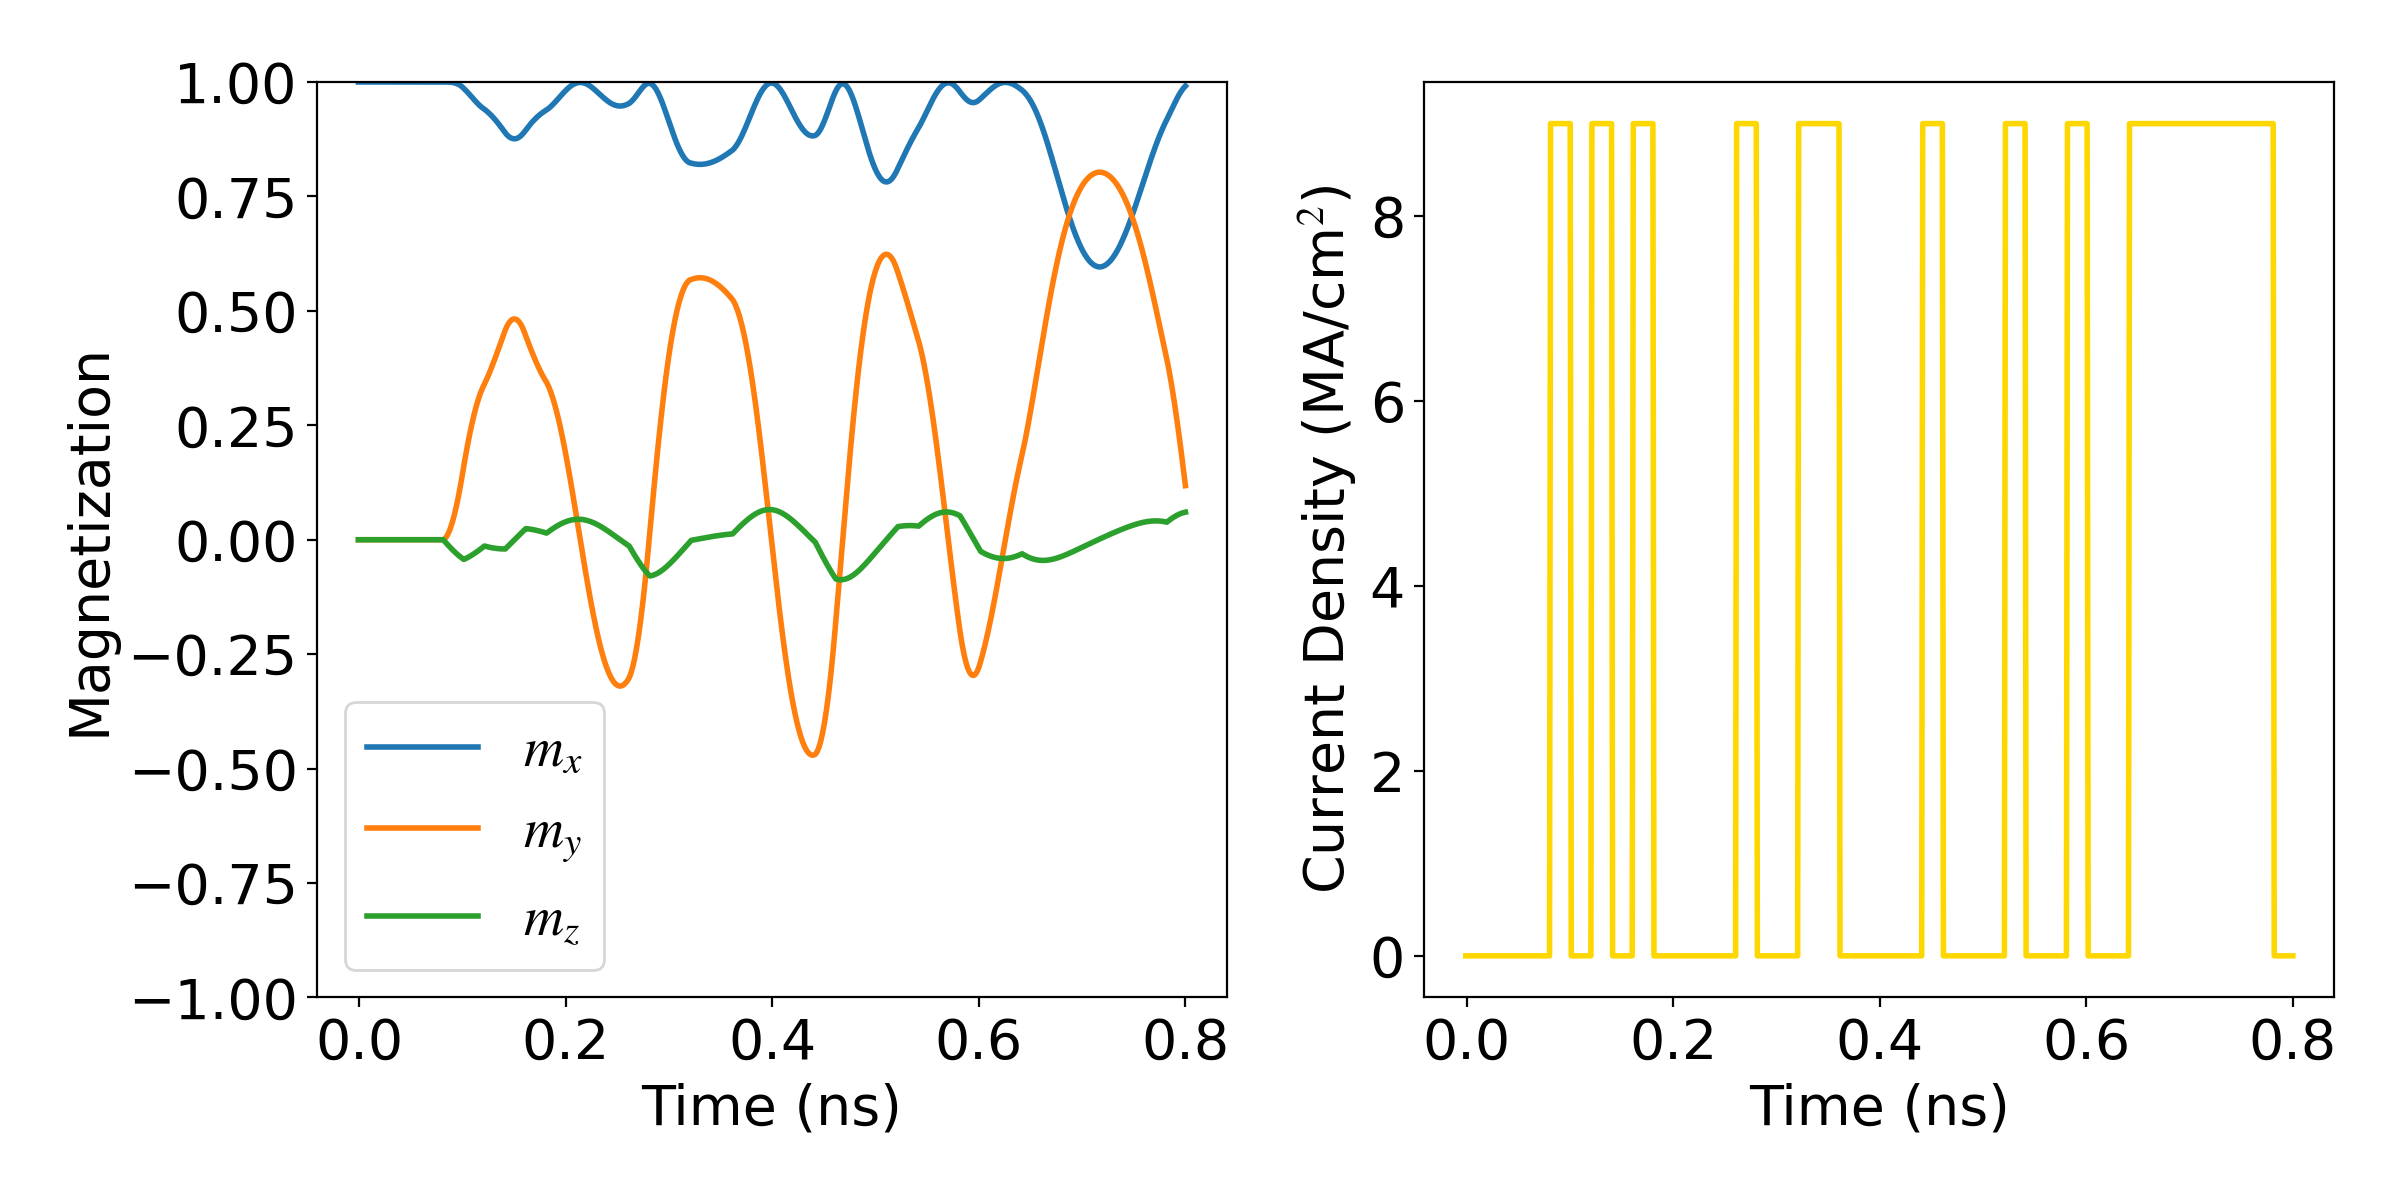 Magnetization
1.00
0.75
0.50
0.25
0.00
−0.25
−0.50
−0.75
−1.00
m_x
m_y
m_z
0.0 0.2 0.4 0.6 0.8
Time (ns)
Current Density (MA/cm²)
8
6
4
2
0
0.0 0.2 0.4 0.6 0.8
Time (ns)